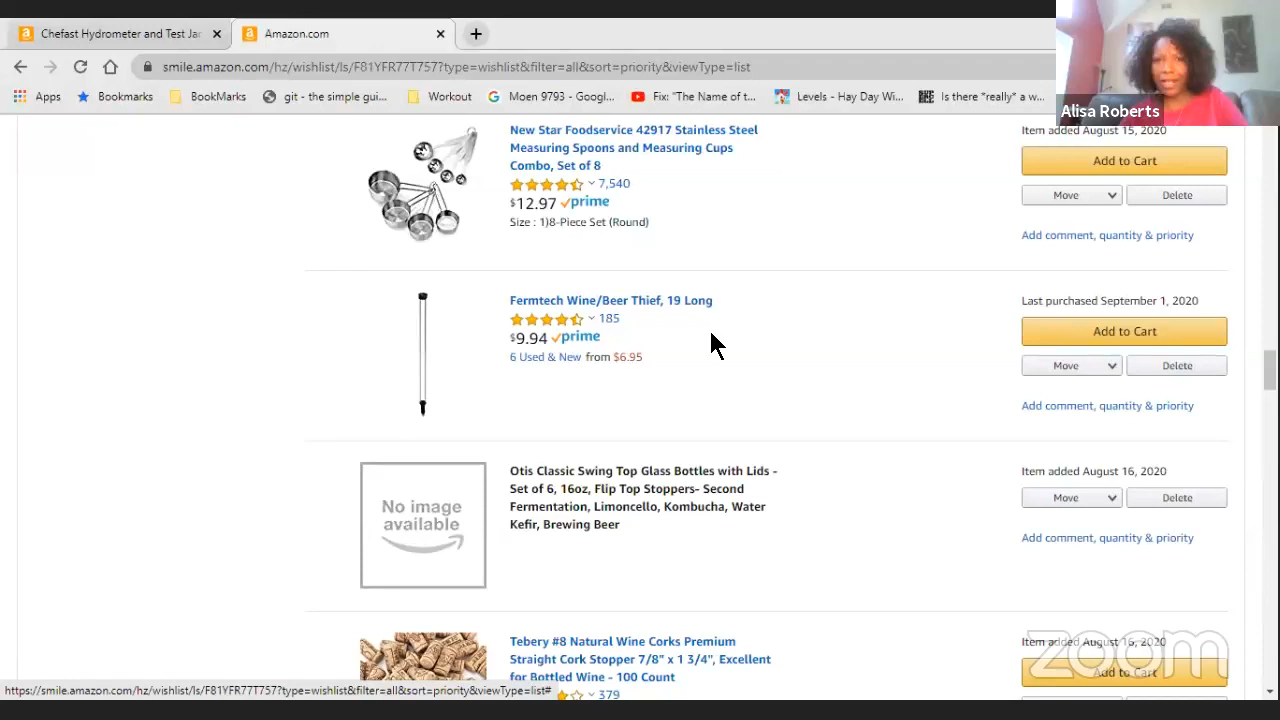 Chefast Hydrometer and Test Jar
Amazon.com
smile.amazon.com/hz/wishlist/ls/F81YFR77T757?type=wishlist&filter=all&sort=priority&viewType=list
Apps Bookmarks BookMarks git - the simple gui... Workout Moen 9793 - Googl... Fix: "The Name of t... Levels - Hay Day Wi... Is there *really* a w...
Alisa Roberts
New Star Foodservice 42917 Stainless Steel
Measuring Spoons and Measuring Cups
Combo, Set of 8
7,540
$12.97 prime
Size : 1)8-Piece Set (Round)
Item added August 15, 2020
Add to Cart
Move Delete
Add comment, quantity & priority
Fermtech Wine/Beer Thief, 19 Long
185
$9.94 prime
6 Used & New from $6.95
Last purchased September 1, 2020
Add to Cart
Move Delete
Add comment, quantity & priority
No image
available
Otis Classic Swing Top Glass Bottles with Lids -
Set of 6, 16oz, Flip Top Stoppers- Second
Fermentation, Limoncello, Kombucha, Water
Kefir, Brewing Beer
Item added August 16, 2020
Move Delete
Add comment, quantity & priority
Tebery #8 Natural Wine Corks Premium
Straight Cork Stopper 7/8" x 1 3/4", Excellent
for Bottled Wine - 100 Count
379
Item added August 16, 2020
Add to Cart
zoom
https://smile.amazon.com/hz/wishlist/ls/F81YFR77T757?type=wishlist&filter=all&sort=priority&viewType=list#